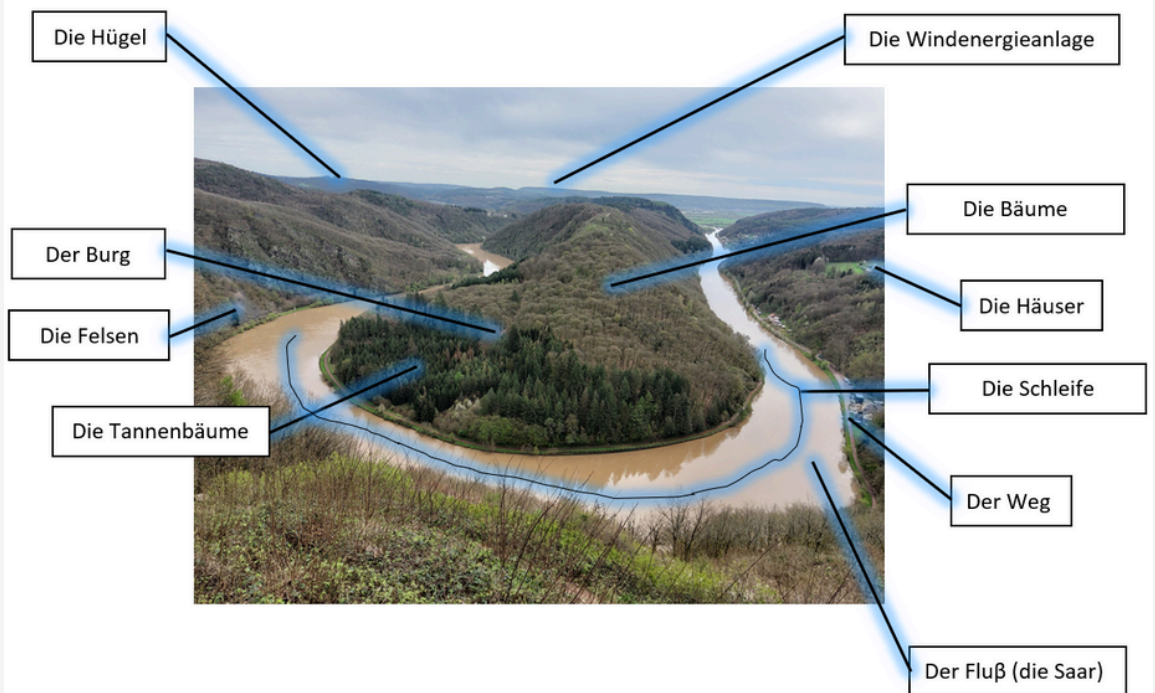 Die Hügel
Die Windenergieanlage
Die Bäume
Der Burg
Die Häuser
Die Felsen
Die Schleife
Die Tannenbäume
Der Weg
Der Fluß (die Saar)